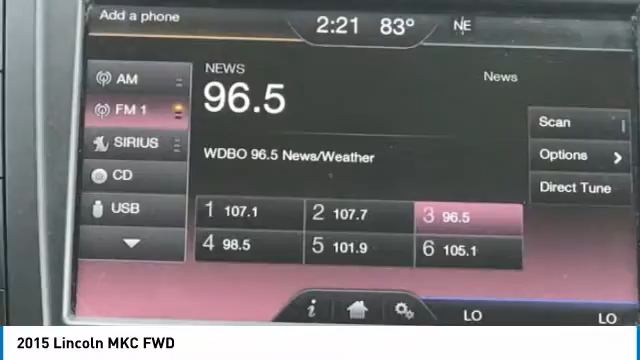 Add a phone
2:21 83° NE
AM
FM 1
SIRIUS
CD
USB
NEWS
96.5
News
WDBO 96.5 News/Weather
Scan
Options
Direct Tune
1 107.1
2 107.7
3 96.5
4 98.5
5 101.9
6 105.1
i
LO
LO
2015 Lincoln MKC FWD